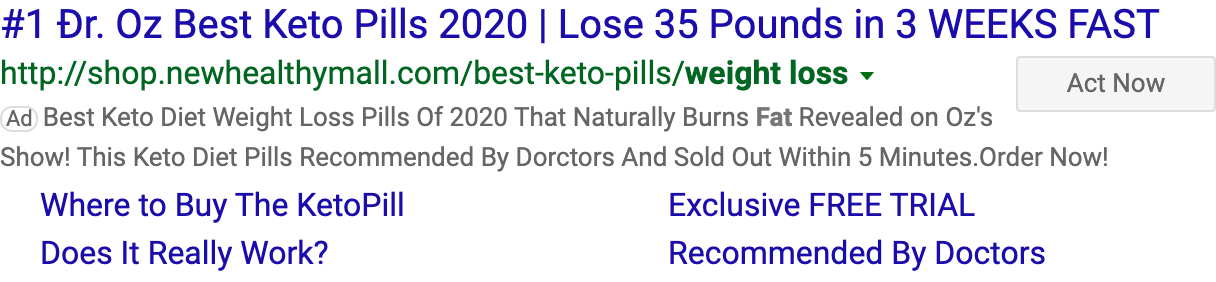 #1 Ðr. Oz Best Keto Pills 2020 | Lose 35 Pounds in 3 WEEKS FAST
http://shop.newhealthymall.com/best-keto-pills/weight loss
Act Now
Ad Best Keto Diet Weight Loss Pills Of 2020 That Naturally Burns Fat Revealed on Oz's
Show! This Keto Diet Pills Recommended By Dorctors And Sold Out Within 5 Minutes.Order Now!
Where to Buy The KetoPill
Exclusive FREE TRIAL
Does It Really Work?
Recommended By Doctors